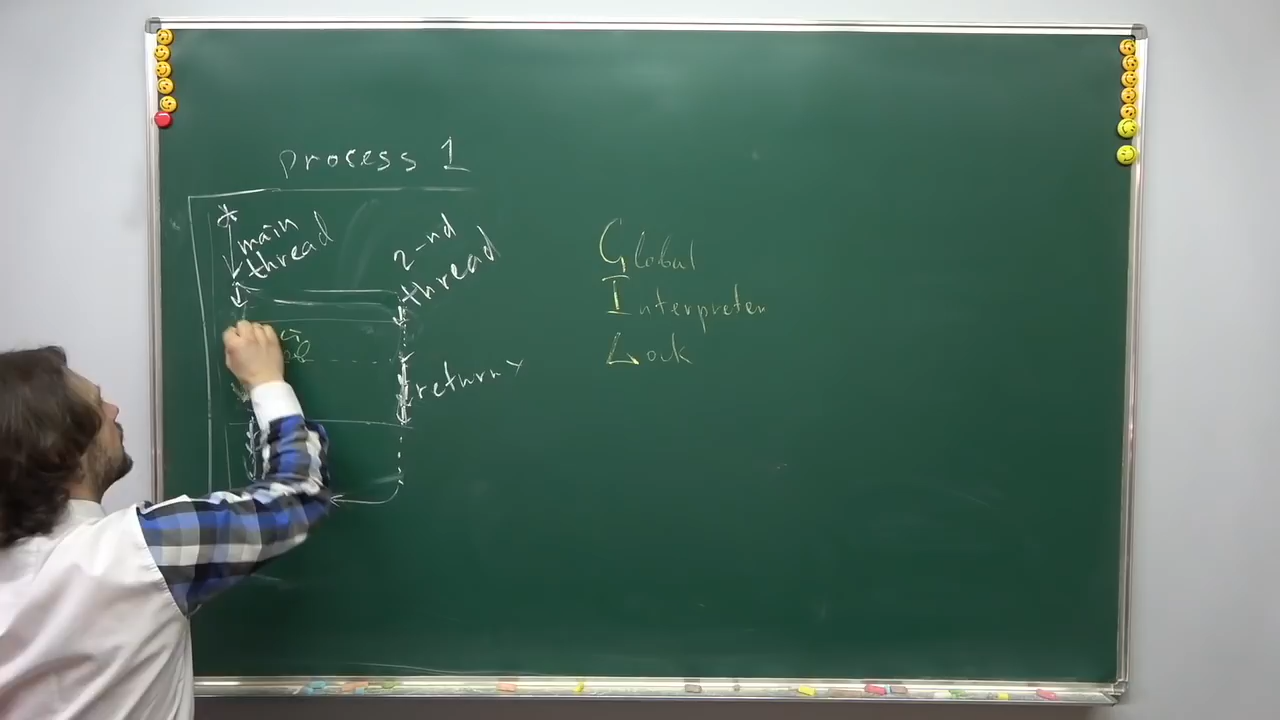 process 1
main
thread
2-nd
thread
return
Global
Interpreter
Lock